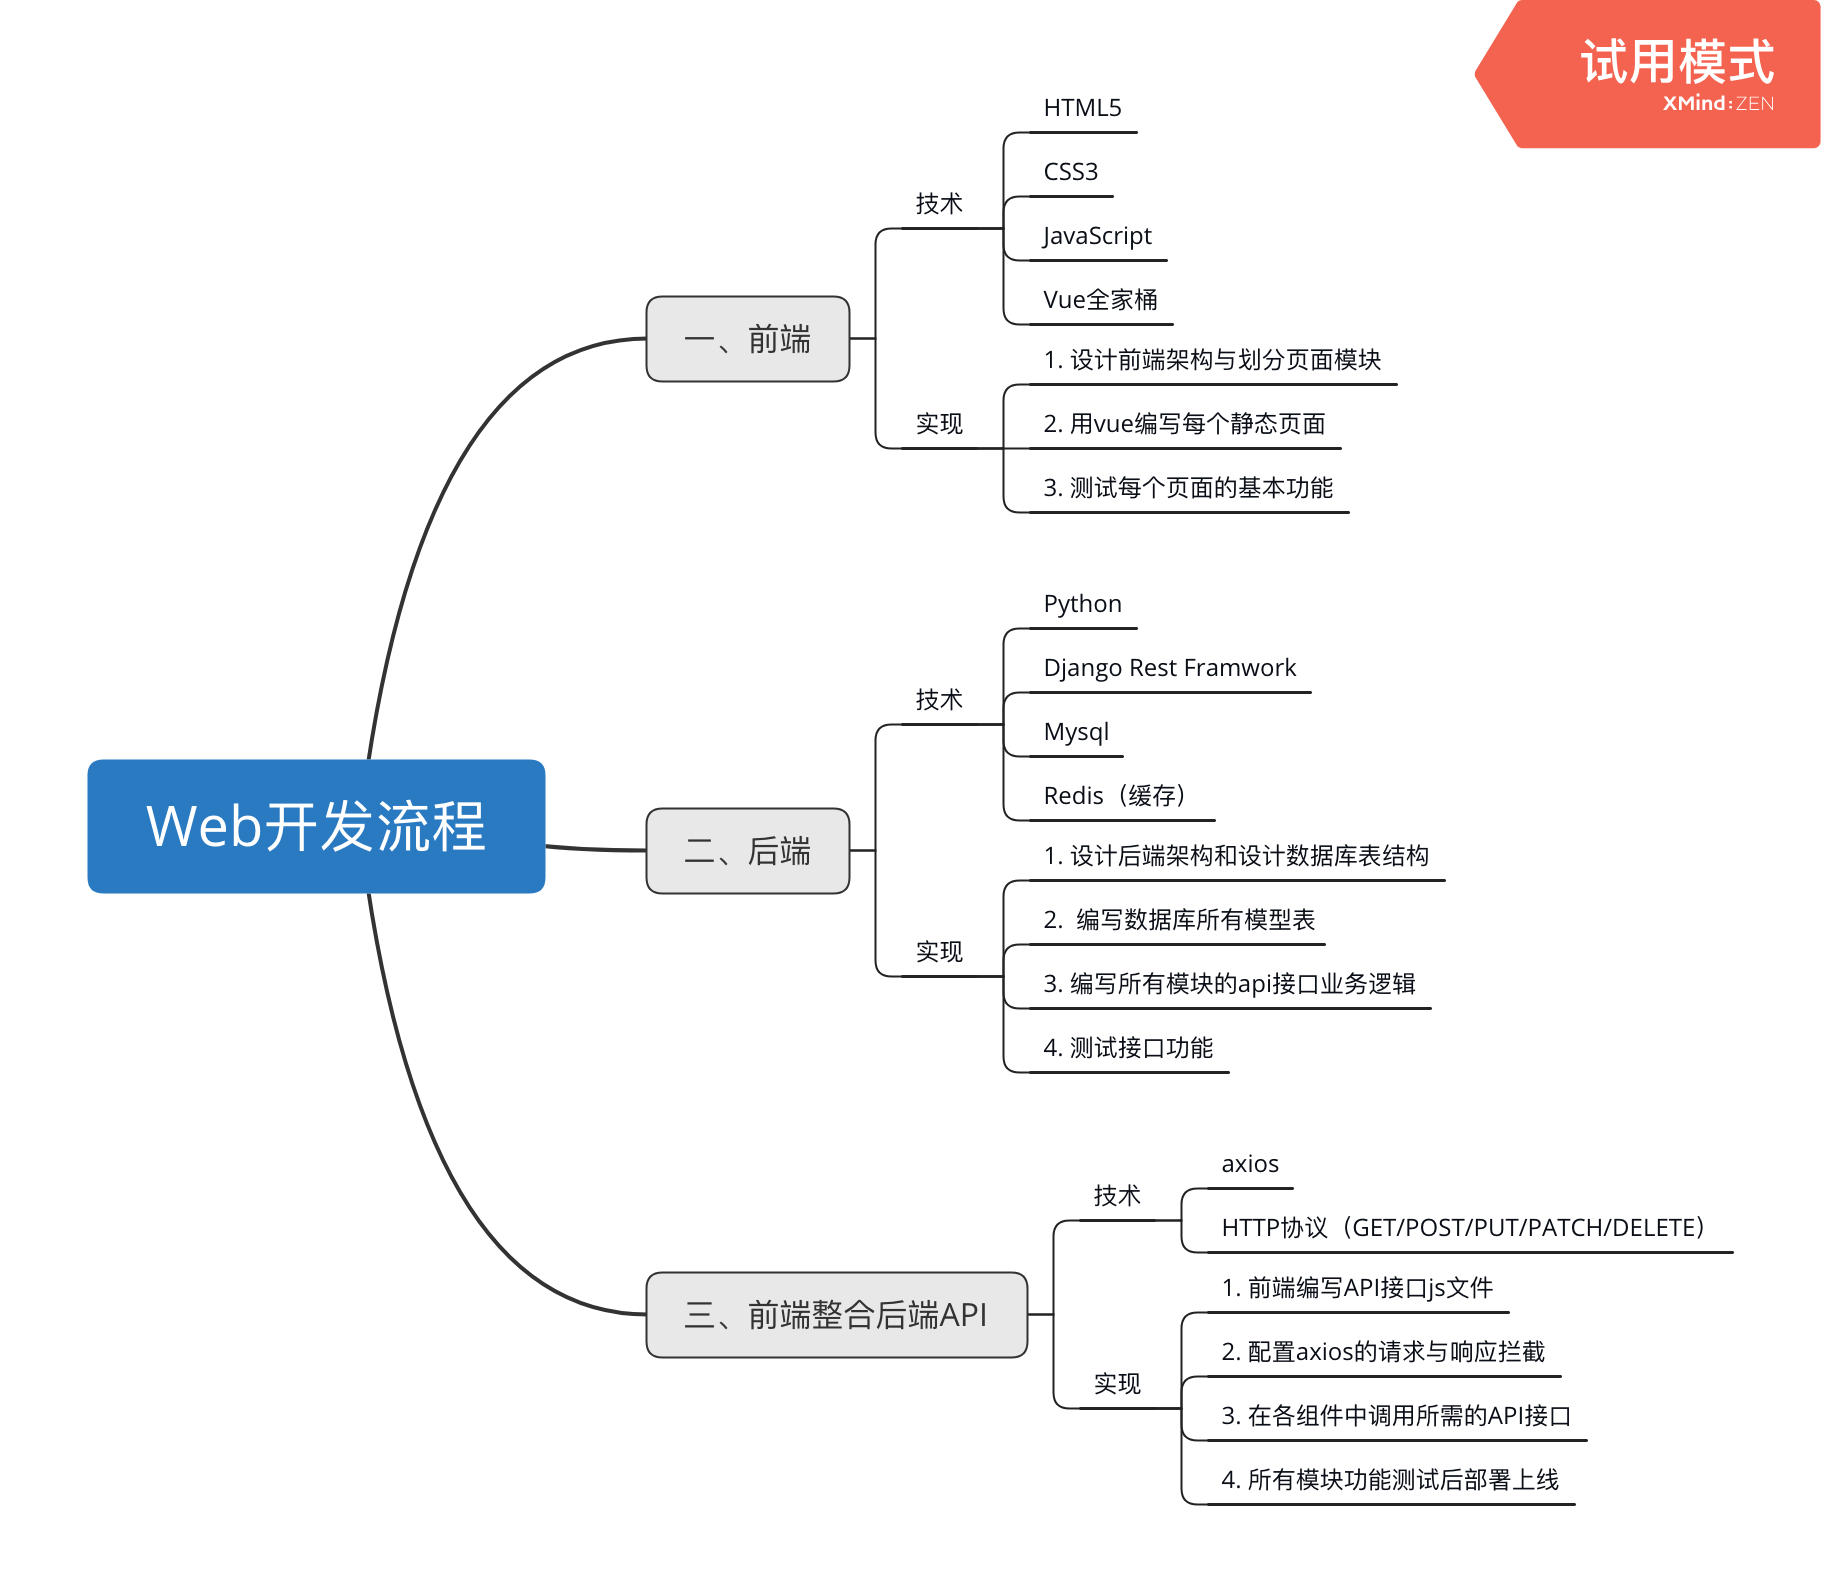 试用模式
XMind:ZEN
Web开发流程
一、前端
技术
HTML5
CSS3
JavaScript
Vue全家桶
实现
1. 设计前端架构与划分页面模块
2. 用vue编写每个静态页面
3. 测试每个页面的基本功能
二、后端
技术
Python
Django Rest Framwork
Mysql
Redis（缓存）
实现
1. 设计后端架构和设计数据库表结构
2. 编写数据库所有模型表
3. 编写所有模块的api接口业务逻辑
4. 测试接口功能
三、前端整合后端API
技术
axios
HTTP协议（GET/POST/PUT/PATCH/DELETE）
实现
1. 前端编写API接口js文件
2. 配置axios的请求与响应拦截
3. 在各组件中调用所需的API接口
4. 所有模块功能测试后部署上线